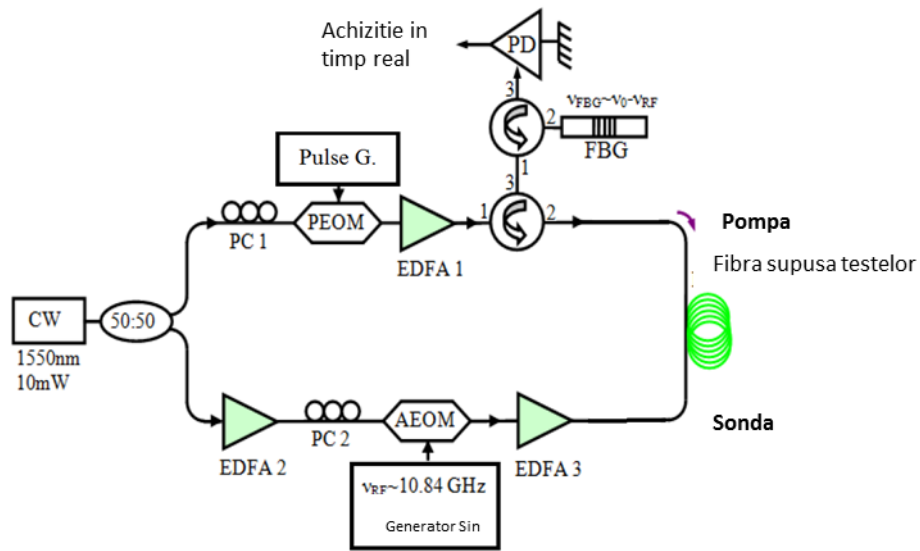 Achizitie in
timp real
PD
3
2
νFBG~ν0-νRF
FBG
1
Pulse G.
3
PC 1
PEOM
EDFA 1
1
2
Pompa
Fibra supusa testelor
CW
50:50
1550nm
10mW
EDFA 2
PC 2
AEOM
EDFA 3
Sonda
νRF~10.84 GHz
Generator Sin